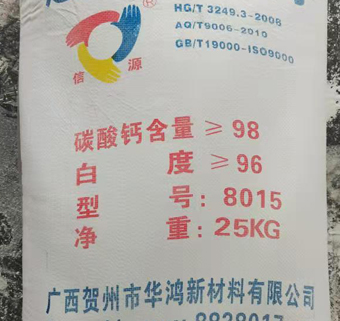 HG/T 3249.3-2008
AQ/T9006-2010
GB/T19000-ISO9000
®
信 源
碳酸钙含量≥98
白 度≥96
型 号:8015
净 重:25KG
广西贺州市华鸿新材料有限公司